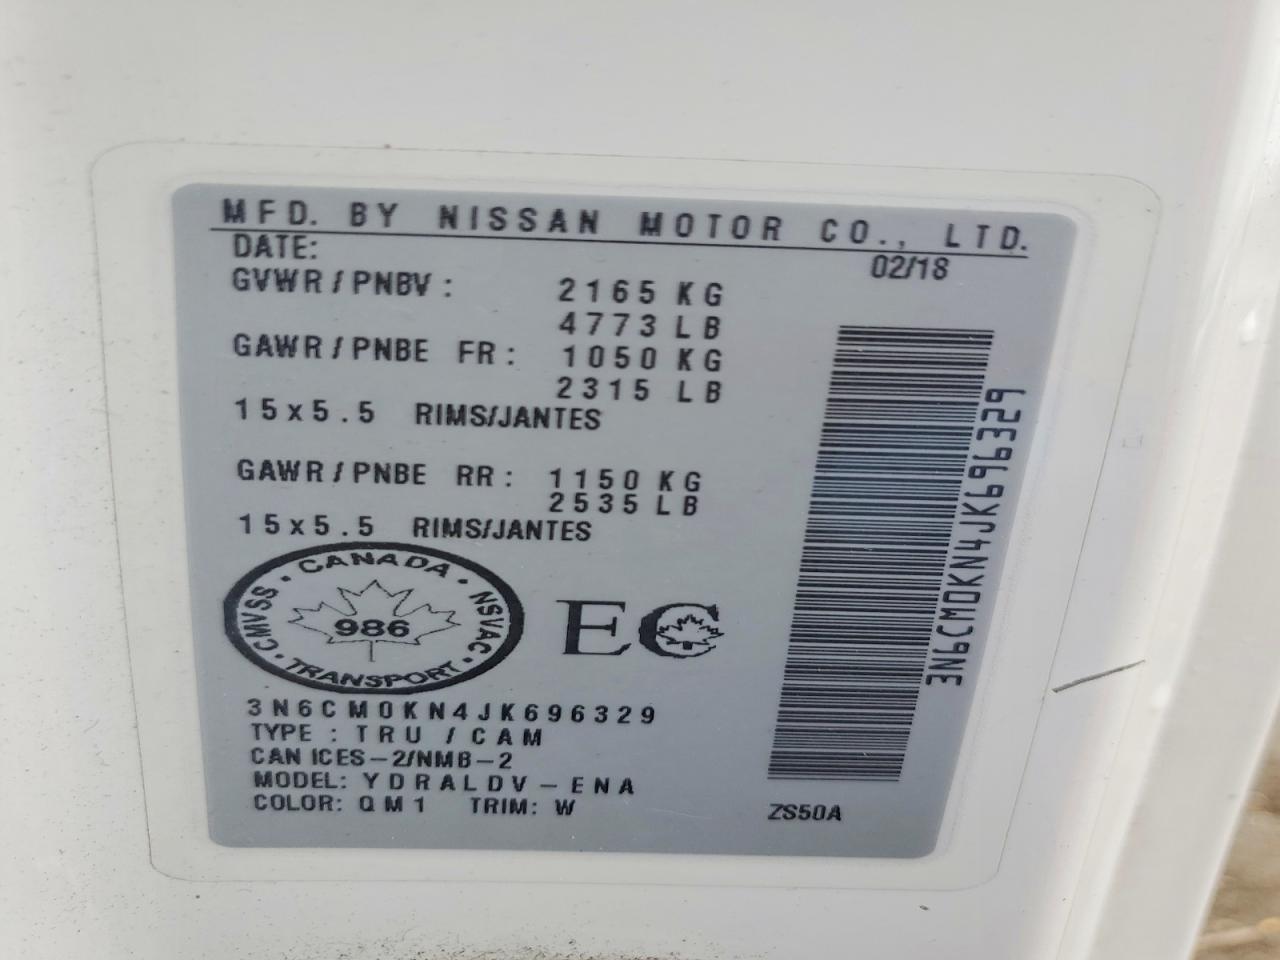 MFD. BY NISSAN MOTOR CO., LTD.
DATE: 02/18
GVWR/PNBV: 2165 KG
4773 LB
GAWR/PNBE FR: 1050 KG
2315 LB
15x5.5 RIMS/JANTES
GAWR/PNBE RR: 1150 KG
2535 LB
15x5.5 RIMS/JANTES
CANADA
CMVSS
NSVAC
986
TRANSPORT
EC
3N6CM0KN4JK696329
TYPE: TRU/CAM
CAN ICES-2/NMB-2
MODEL: YDRALDV-ENA
COLOR: QM1 TRIM: W
ZS50A
3N6CM0KN4JK696329